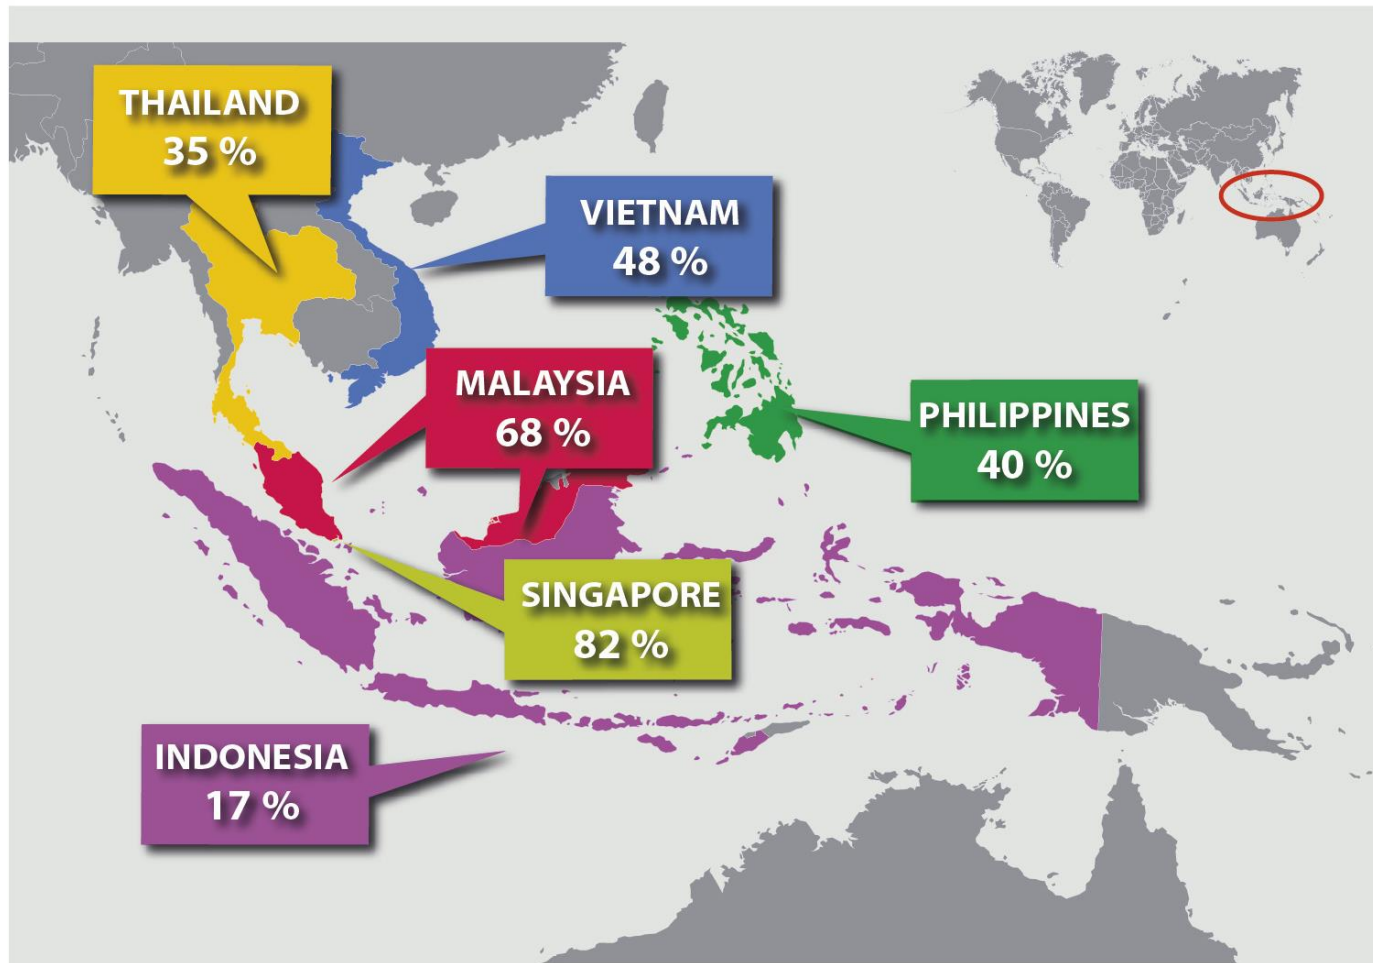 THAILAND
35 %
VIETNAM
48 %
MALAYSIA
68 %
PHILIPPINES
40 %
SINGAPORE
82 %
INDONESIA
17 %